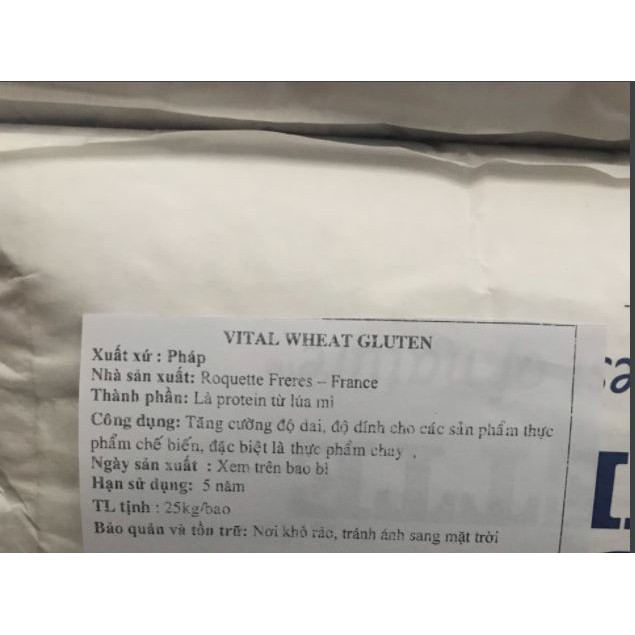 VITAL WHEAT GLUTEN
Xuất xứ : Pháp
Nhà sản xuất: Roquette Freres – France
Thành phần: Là protein từ lúa mì
Công dụng: Tăng cường độ dai, độ dính cho các sản phẩm thực
phẩm chế biến, đặc biệt là thực phẩm chay .
Ngày sản xuất : Xem trên bao bì
Hạn sử dụng: 5 năm
TL tịnh : 25kg/bao
Bảo quản và tồn trữ: Nơi khô ráo, tránh ánh sang mặt trời